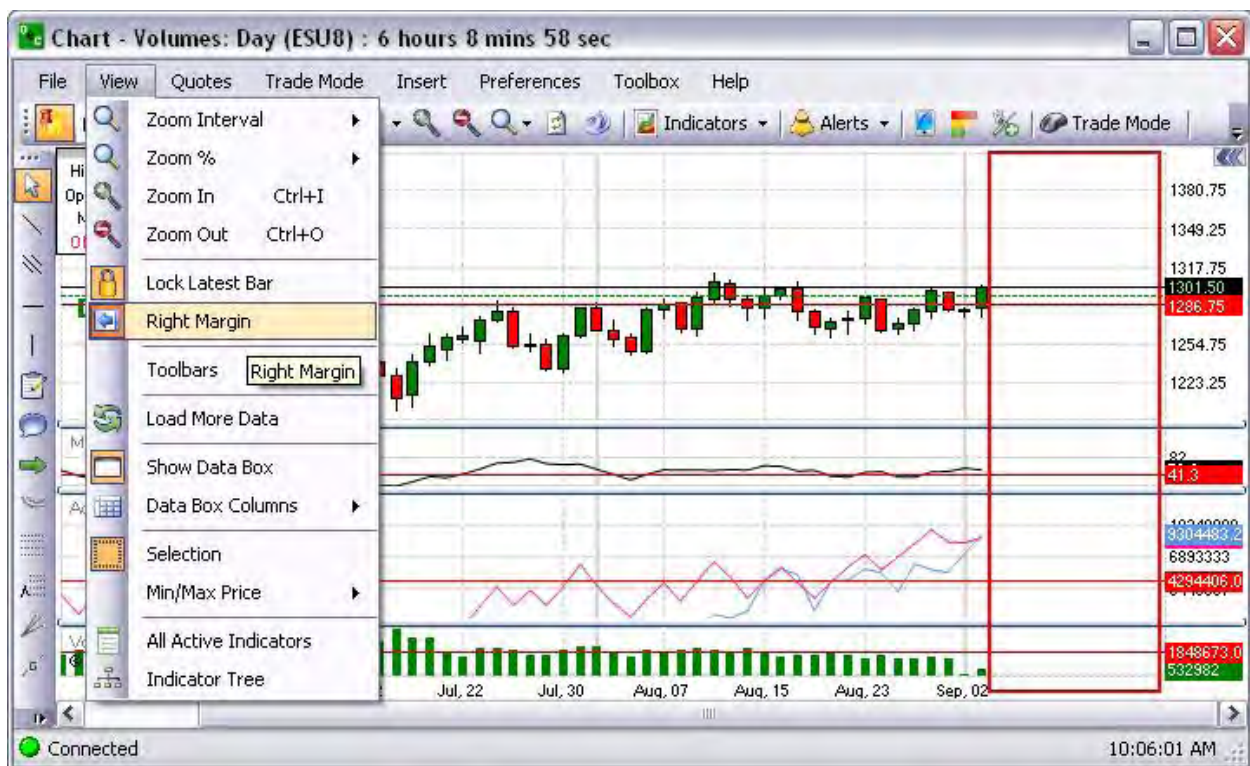 Chart - Volumes: Day (ESU8) : 6 hours 8 mins 58 sec
File View Quotes Trade Mode Insert Preferences Toolbox Help
Indicators Alerts Trade Mode
Zoom Interval
Zoom %
Zoom In Ctrl+I
Zoom Out Ctrl+O
Lock Latest Bar
Right Margin
Toolbars
Right Margin
Load More Data
Show Data Box
Data Box Columns
Selection
Min/Max Price
All Active Indicators
Indicator Tree
Hi
Op
1380.75
1349.25
1317.75
1301.50
1286.75
1254.75
1223.25
82
41.3
9304483.2
6893333
4294406.0
1848673.0
532982
Jul, 22 Jul, 30 Aug, 07 Aug, 15 Aug, 23 Sep, 02
Connected
10:06:01 AM